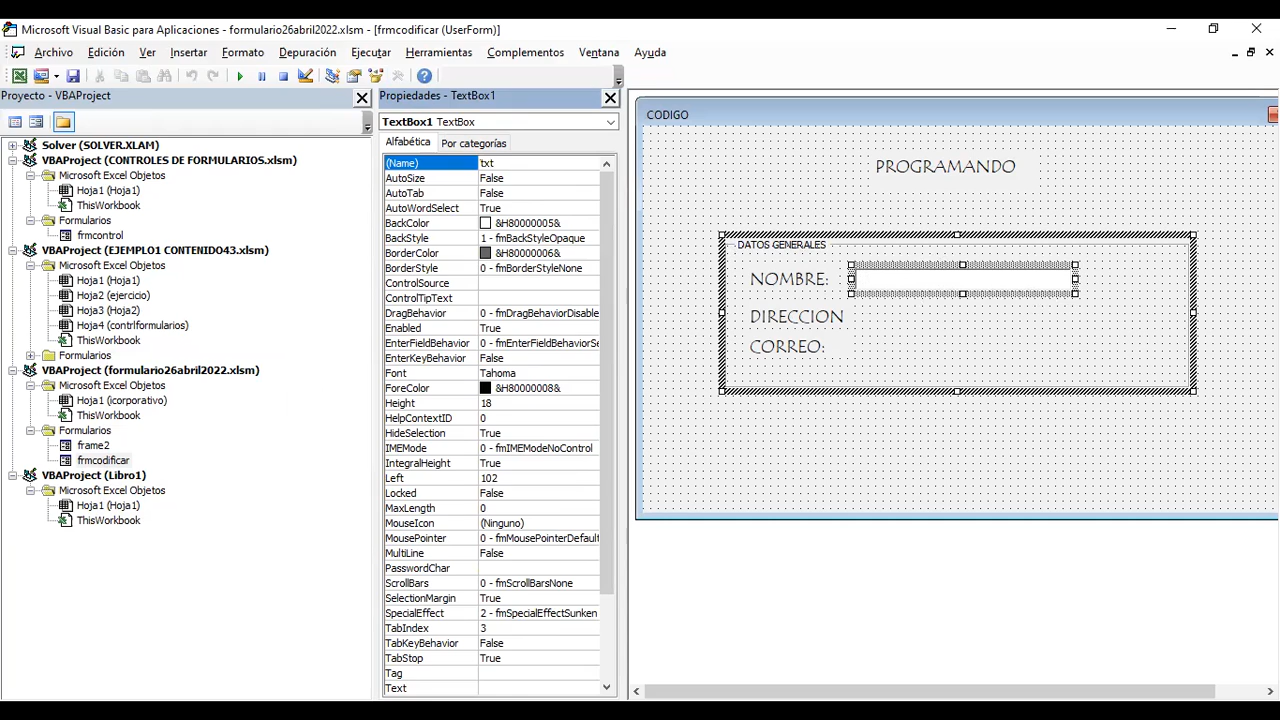 Microsoft Visual Basic para Aplicaciones - formulario26abril2022.xlsm - [frmcodificar (UserForm)]
Archivo Edición Ver Insertar Formato Depuración Ejecutar Herramientas Complementos Ventana Ayuda
Proyecto - VBAProject
Solver (SOLVER.XLAM)
VBAProject (CONTROLES DE FORMULARIOS.xlsm)
Microsoft Excel Objetos
Hoja1 (Hoja1)
ThisWorkbook
Formularios
frmcontrol
VBAProject (EJEMPLO1 CONTENIDO43.xlsm)
Microsoft Excel Objetos
Hoja1 (Hoja1)
Hoja2 (ejercicio)
Hoja3 (Hoja2)
Hoja4 (contrlformularios)
ThisWorkbook
Formularios
VBAProject (formulario26abril2022.xlsm)
Microsoft Excel Objetos
Hoja1 (icorporativo)
ThisWorkbook
Formularios
frame2
frmcodificar
VBAProject (Libro1)
Microsoft Excel Objetos
Hoja1 (Hoja1)
ThisWorkbook
Propiedades - TextBox1
TextBox1 TextBox
Alfabética Por categorías
(Name) txt
AutoSize False
AutoTab False
AutoWordSelect True
BackColor &H80000005&
BackStyle 1 - fmBackStyleOpaque
BorderColor &H80000006&
BorderStyle 0 - fmBorderStyleNone
ControlSource
ControlTipText
DragBehavior 0 - fmDragBehaviorDisable
Enabled True
EnterFieldBehavior 0 - fmEnterFieldBehaviorSe
EnterKeyBehavior False
Font Tahoma
ForeColor &H80000008&
Height 18
HelpContextID 0
HideSelection True
IMEMode 0 - fmIMEModeNoControl
IntegralHeight True
Left 102
Locked False
MaxLength 0
MouseIcon (Ninguno)
MousePointer 0 - fmMousePointerDefault
MultiLine False
PasswordChar
ScrollBars 0 - fmScrollBarsNone
SelectionMargin True
SpecialEffect 2 - fmSpecialEffectSunken
TabIndex 3
TabKeyBehavior False
TabStop True
Tag
Text
CODIGO
PROGRAMANDO
DATOS GENERALES
NOMBRE:
DIRECCION
CORREO: